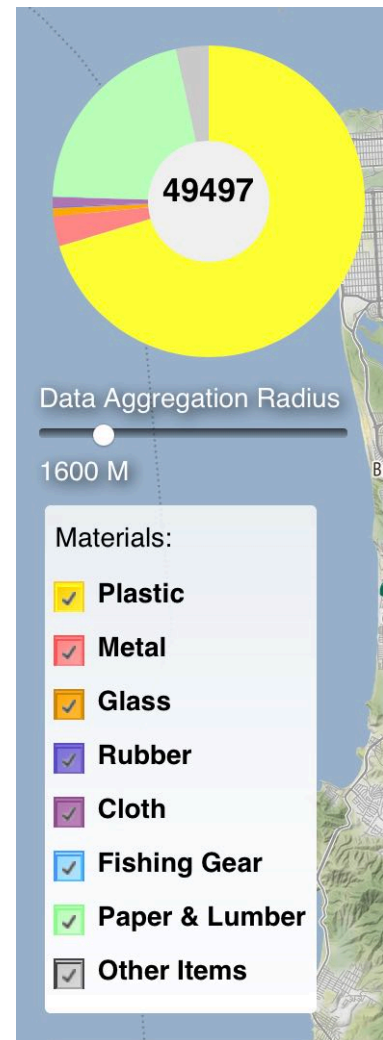 49497
Data Aggregation Radius
1600 M
B
Materials:
Plastic
Metal
Glass
Rubber
Cloth
Fishing Gear
Paper & Lumber
Other Items